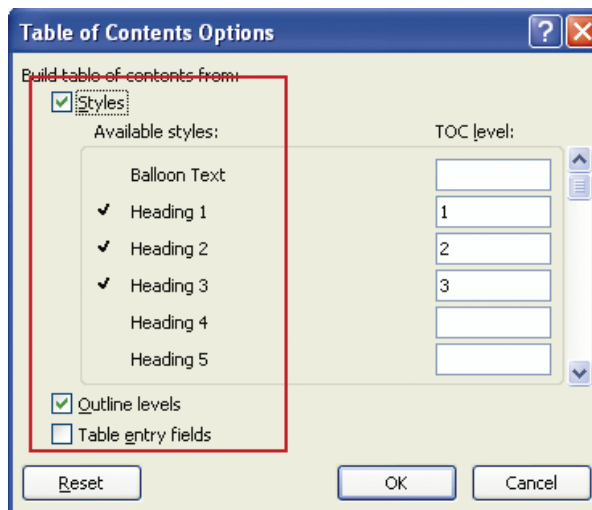 Table of Contents Options
Build table of contents from:
Styles
Available styles: TOC level:
Balloon Text
Heading 1 1
Heading 2 2
Heading 3 3
Heading 4
Heading 5
Outline levels
Table entry fields
Reset OK Cancel